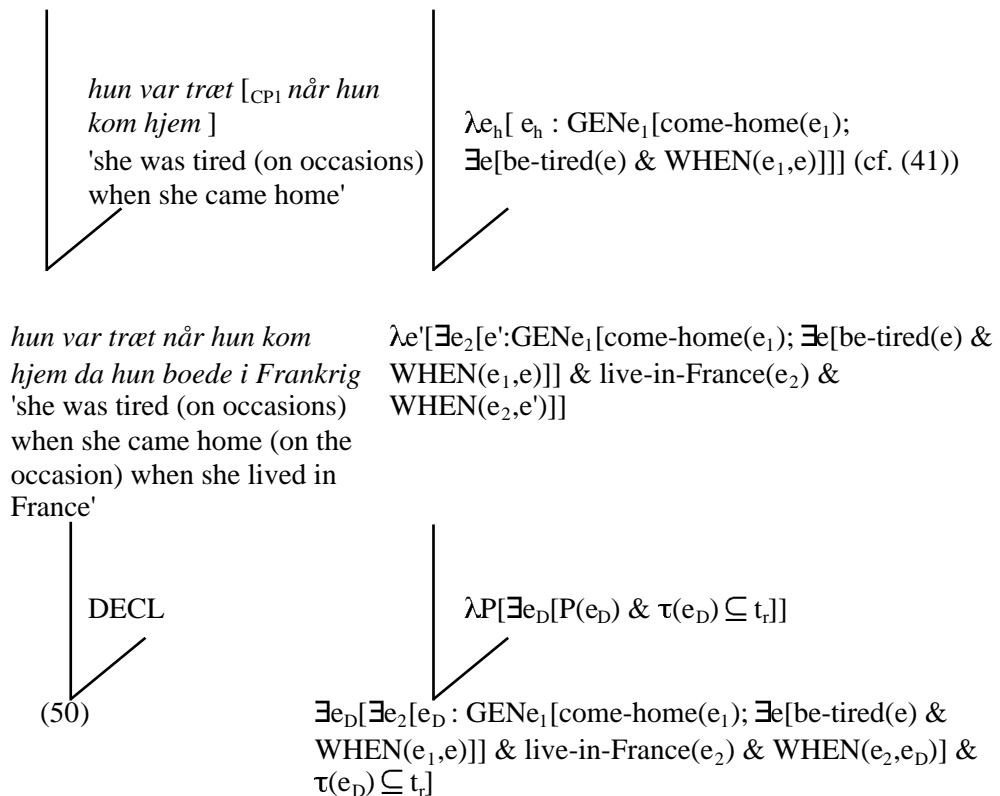 hun var træt [CP1 når hun
kom hjem ]
'she was tired (on occasions)
when she came home'
λeh[ eh : GENe1[come-home(e1);
∃e[be-tired(e) & WHEN(e1,e)]]] (cf. (41))
hun var træt når hun kom
hjem da hun boede i Frankrig
'she was tired (on occasions)
when she came home (on the
occasion) when she lived in
France'
λe'[∃e2[e':GENe1[come-home(e1); ∃e[be-tired(e) &
WHEN(e1,e)]] & live-in-France(e2) &
WHEN(e2,e')]]
DECL
λP[∃eD[P(eD) & τ(eD) ⊆ tr]]
(50)
∃eD[∃e2[eD : GENe1[come-home(e1); ∃e[be-tired(e) &
WHEN(e1,e)]] & live-in-France(e2) & WHEN(e2,eD)] &
τ(eD) ⊆ tr]